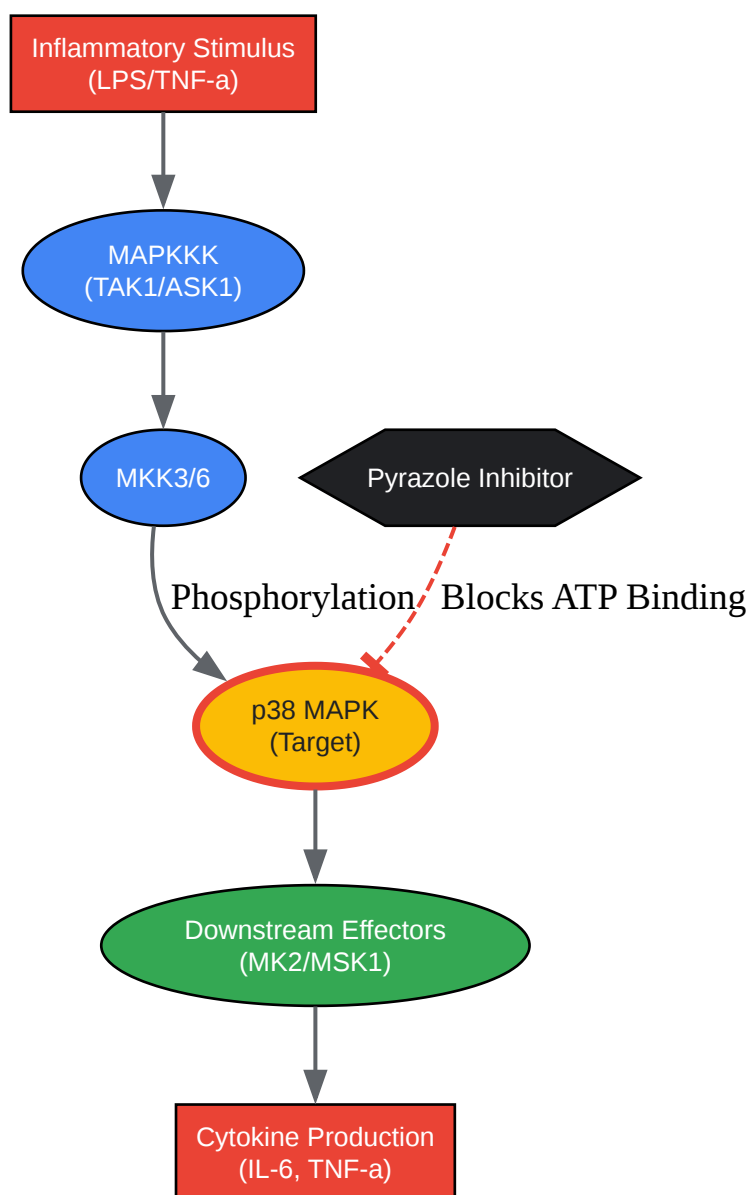 Inflammatory Stimulus
(LPS/TNF-a)
MAPKKK
(TAK1/ASK1)
MKK3/6
Pyrazole Inhibitor
Phosphorylation
Blocks ATP Binding
p38 MAPK
(Target)
Downstream Effectors
(MK2/MSK1)
Cytokine Production
(IL-6, TNF-a)